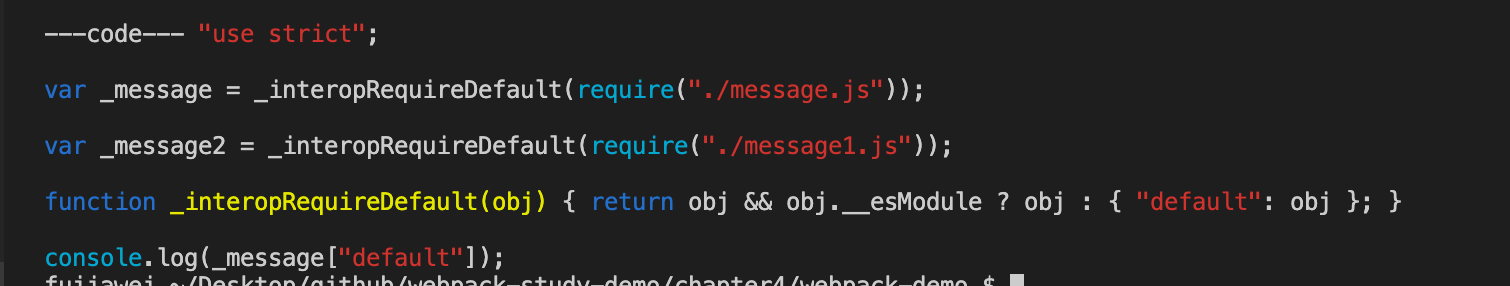 ---code--- "use strict";
var _message = _interopRequireDefault(require("./message.js"));
var _message2 = _interopRequireDefault(require("./message1.js"));
function _interopRequireDefault(obj) { return obj && obj.__esModule ? obj : { "default": obj }; }
console.log(_message["default"]);
fujiawei ~/Desktop/github/webpack-study-demo/chapter4/webpack-demo $